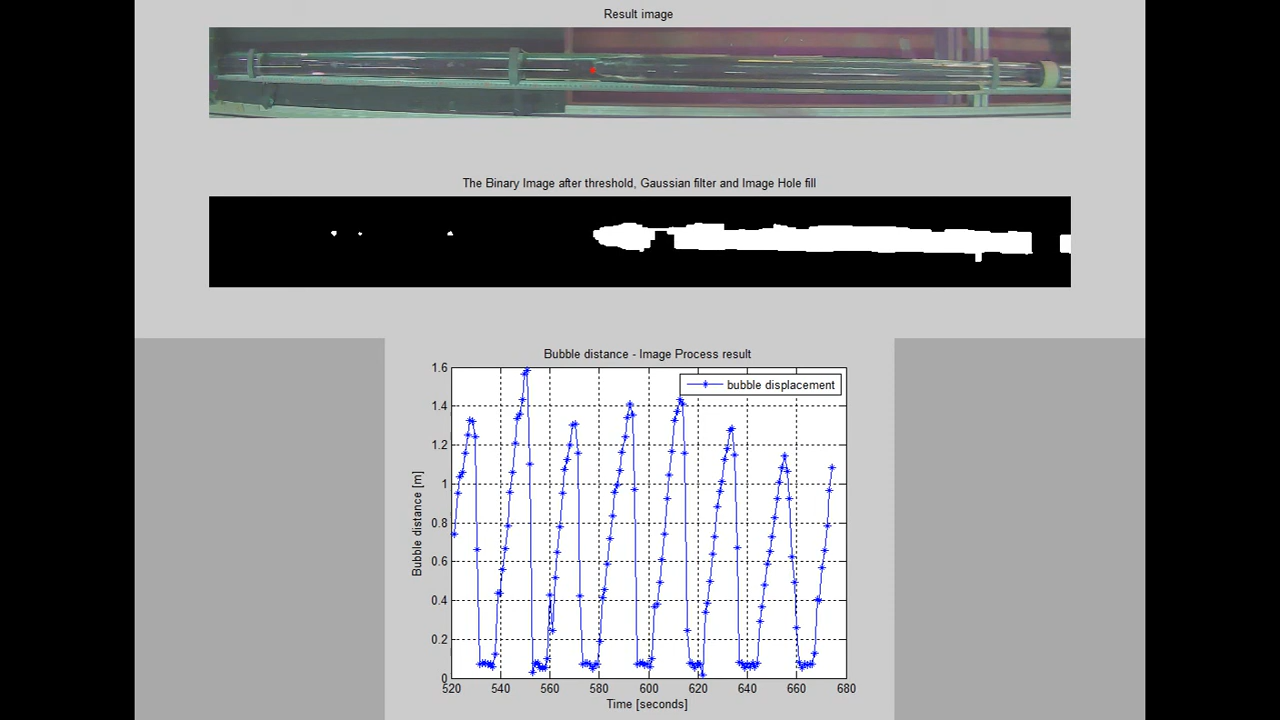 Result image
The Binary Image after threshold, Gaussian filter and Image Hole fill
Bubble distance - Image Process result
bubble displacement
Bubble distance [m]
1.6
1.4
1.2
1
0.8
0.6
0.4
0.2
0
520 540 560 580 600 620 640 660 680
Time [seconds]